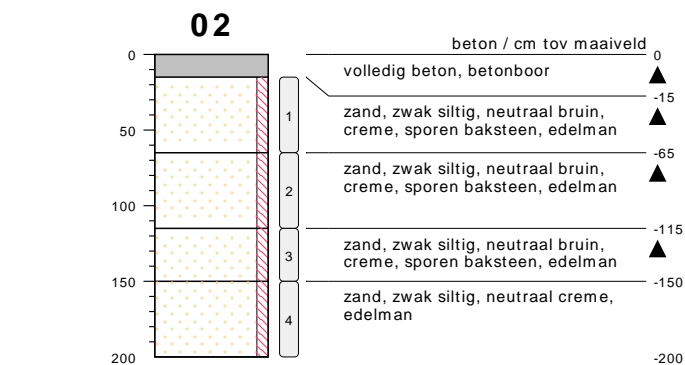 02
beton / cm tov maaiveld
0
0
volledig beton, betonboor
-15
1
zand, zwak siltig, neutraal bruin,
creme, sporen baksteen, edelman
50
-65
2
zand, zwak siltig, neutraal bruin,
creme, sporen baksteen, edelman
100
-115
3
zand, zwak siltig, neutraal bruin,
creme, sporen baksteen, edelman
150
-150
4
zand, zwak siltig, neutraal creme,
edelman
200
-200